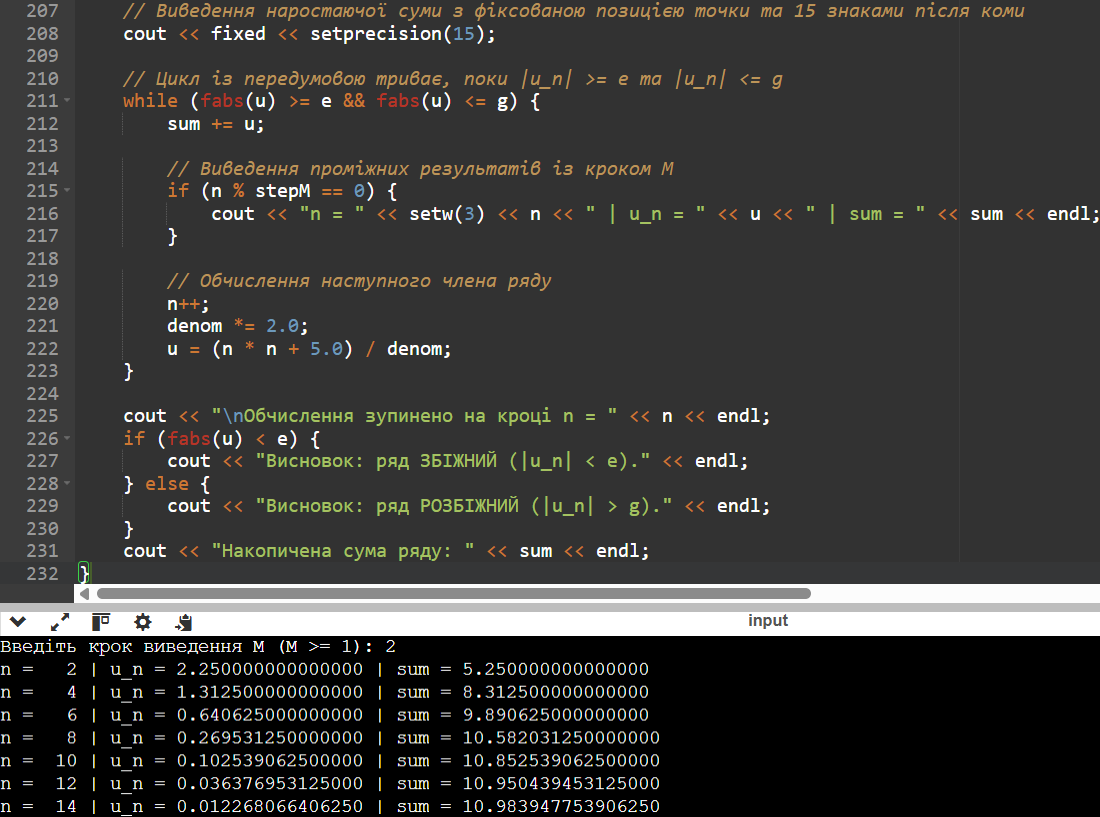 207 // Виведення наростаючої суми з фіксованою позицією точки та 15 знаками після коми
208 cout << fixed << setprecision(15);
209
210 // Цикл із передумовою триває, поки |u_n| >= e та |u_n| <= g
211 while (fabs(u) >= e && fabs(u) <= g) {
212 sum += u;
213
214 // Виведення проміжних результатів із кроком M
215 if (n % stepM == 0) {
216 cout << "n = " << setw(3) << n << " | u_n = " << u << " | sum = " << sum << endl;
217 }
218
219 // Обчислення наступного члена ряду
220 n++;
221 denom *= 2.0;
222 u = (n * n + 5.0) / denom;
223 }
224
225 cout << "\nОбчислення зупинено на кроці n = " << n << endl;
226 if (fabs(u) < e) {
227 cout << "Висновок: ряд ЗБІЖНИЙ (|u_n| < e)." << endl;
228 } else {
229 cout << "Висновок: ряд РОЗБІЖНИЙ (|u_n| > g)." << endl;
230 }
231 cout << "Накопичена сума ряду: " << sum << endl;
232 }
input
Введіть крок виведення M (M >= 1): 2
n =   2 | u_n = 2.250000000000000 | sum = 5.250000000000000
n =   4 | u_n = 1.312500000000000 | sum = 8.312500000000000
n =   6 | u_n = 0.640625000000000 | sum = 9.890625000000000
n =   8 | u_n = 0.269531250000000 | sum = 10.582031250000000
n =  10 | u_n = 0.102539062500000 | sum = 10.852539062500000
n =  12 | u_n = 0.036376953125000 | sum = 10.950439453125000
n =  14 | u_n = 0.012268066406250 | sum = 10.983947753906250